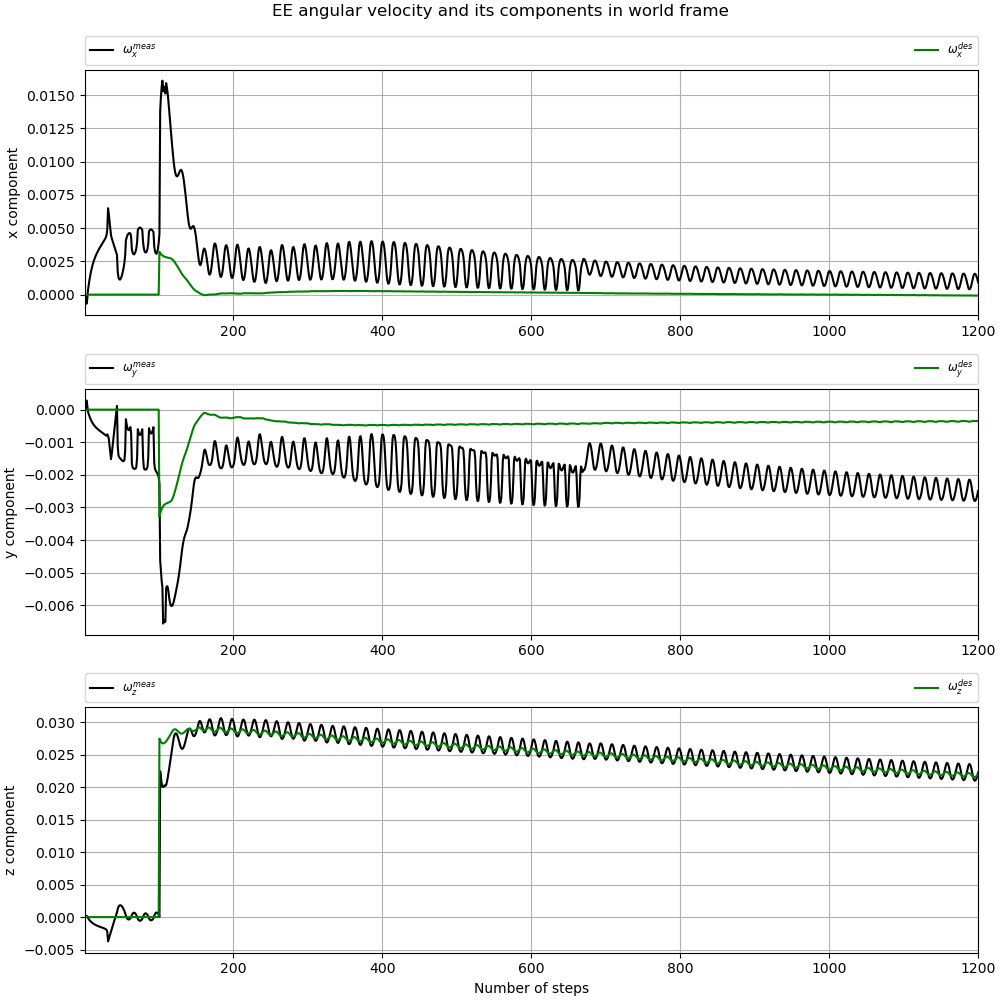 EE angular velocity and its components in world frame
ω_x^meas ω_x^des
0.0150
0.0125
0.0100
0.0075
0.0050
0.0025
0.0000
x component
200 400 600 800 1000 1200
ω_y^meas ω_y^des
0.000
−0.001
−0.002
−0.003
−0.004
−0.005
−0.006
y component
200 400 600 800 1000 1200
ω_z^meas ω_z^des
0.030
0.025
0.020
0.015
0.010
0.005
0.000
−0.005
z component
200 400 600 800 1000 1200
Number of steps